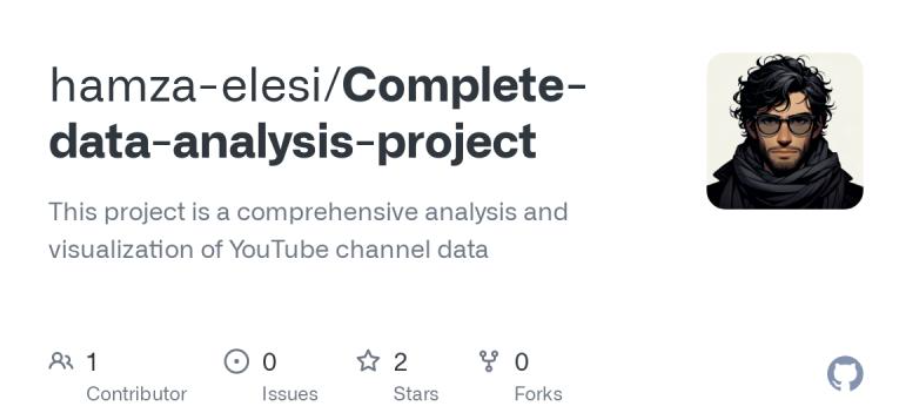 hamza-elesi/Complete-
data-analysis-project
This project is a comprehensive analysis and
visualization of YouTube channel data
1 0 2 0
Contributor Issues Stars Forks